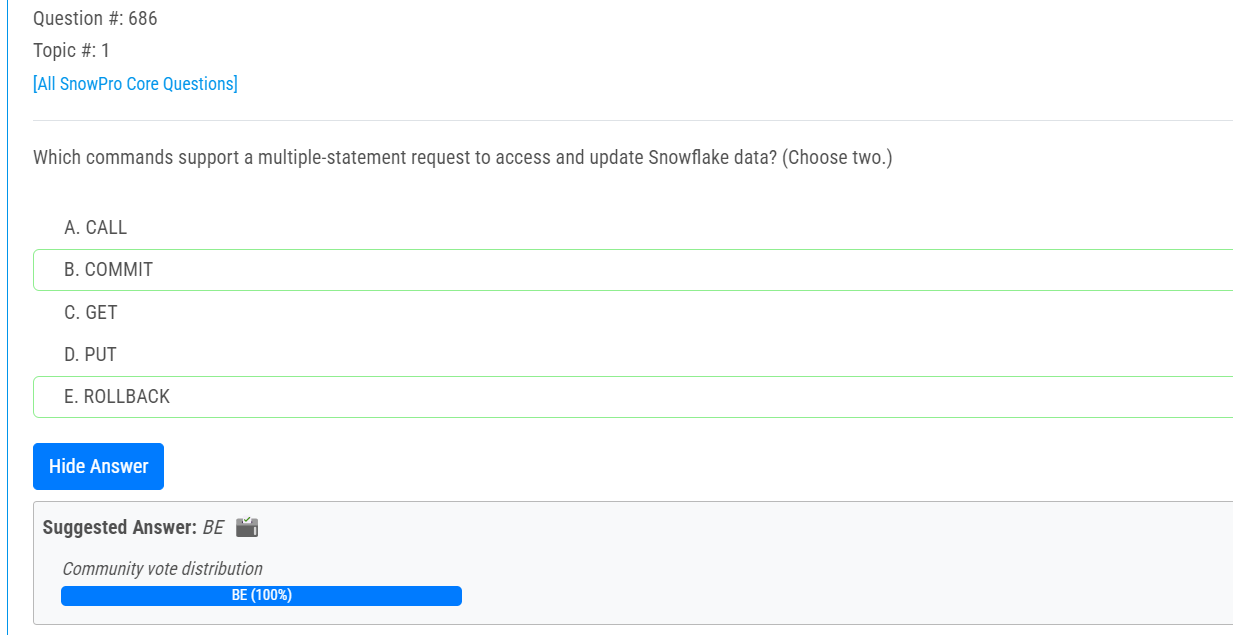 Question #: 686
Topic #: 1
[All SnowPro Core Questions]
Which commands support a multiple-statement request to access and update Snowflake data? (Choose two.)
A. CALL
B. COMMIT
C. GET
D. PUT
E. ROLLBACK
Hide Answer
Suggested Answer: BE
Community vote distribution
BE (100%)